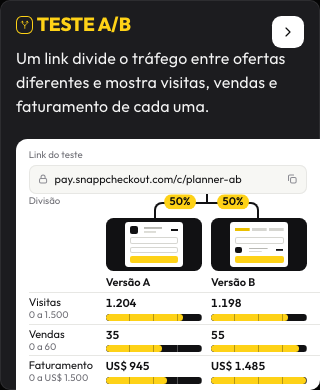 TESTE A/B
Um link divide o tráfego entre ofertas
diferentes e mostra visitas, vendas e
faturamento de cada uma.
Link do teste
pay.snappcheckout.com/c/planner-ab
Divisão
50% 50%
Versão A Versão B
Visitas 1.204 1.198
0 a 1.500
Vendas 35 55
0 a 60
Faturamento US$ 945 US$ 1.485
0 a US$ 1.500